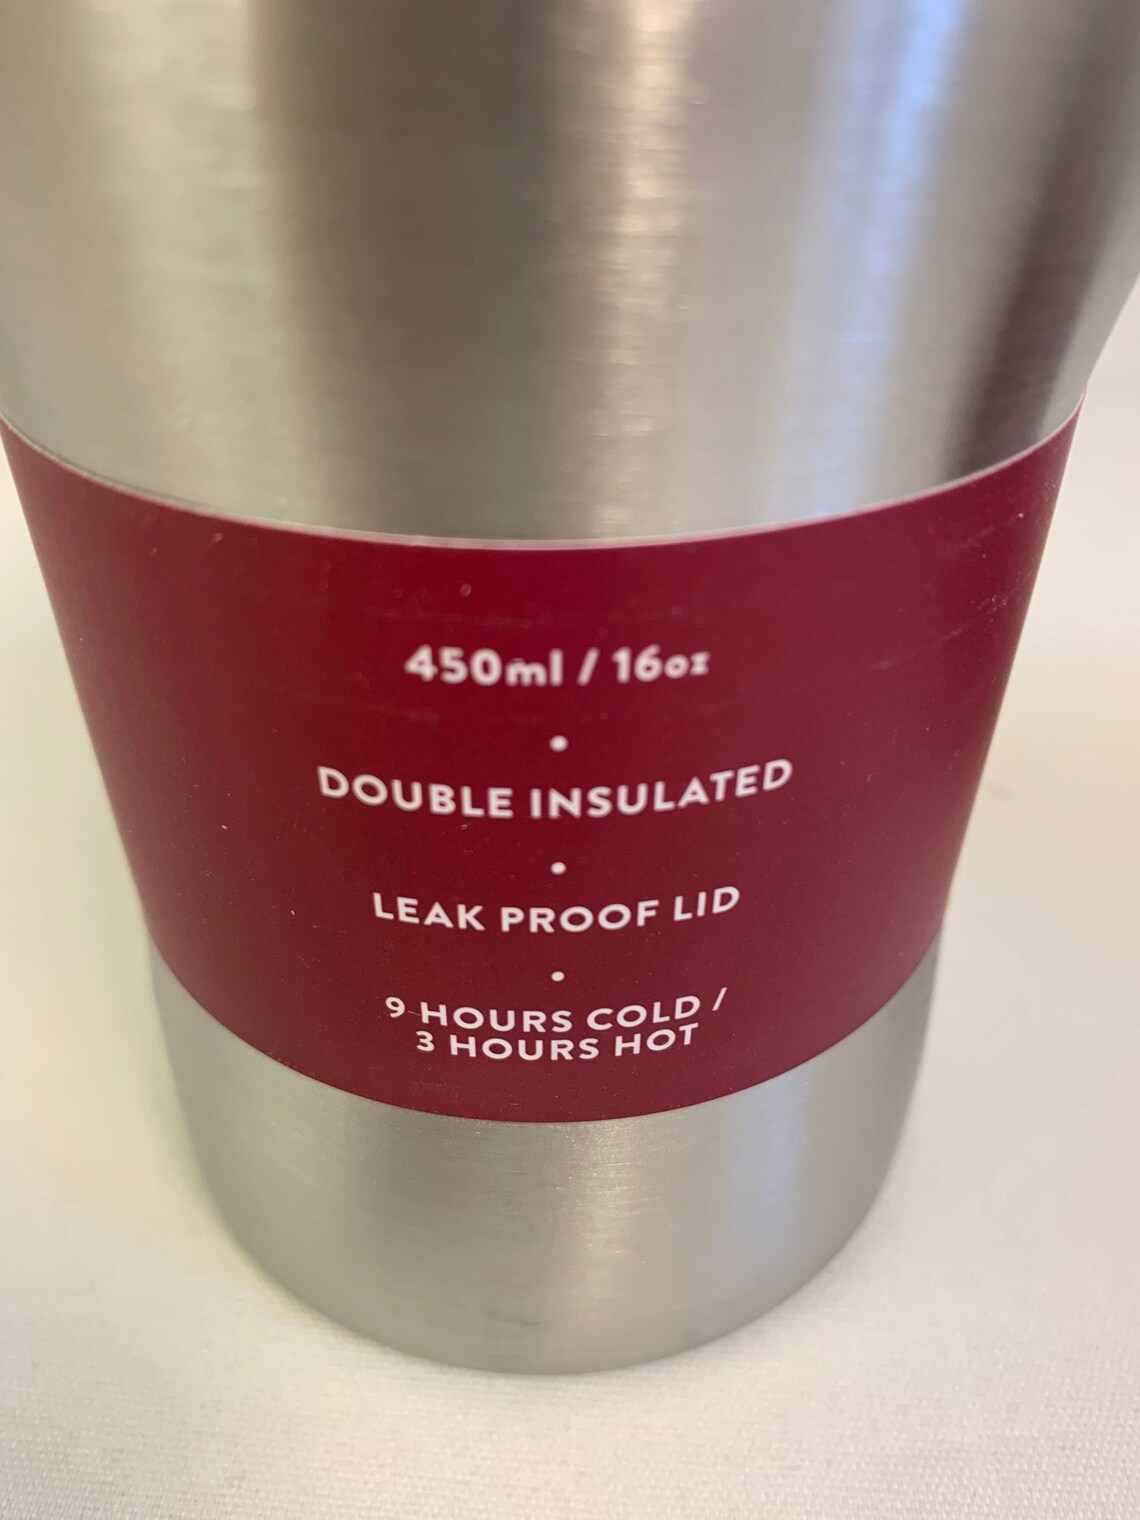 450ml / 16oz
•
DOUBLE INSULATED
•
LEAK PROOF LID
•
9 HOURS COLD /
3 HOURS HOT